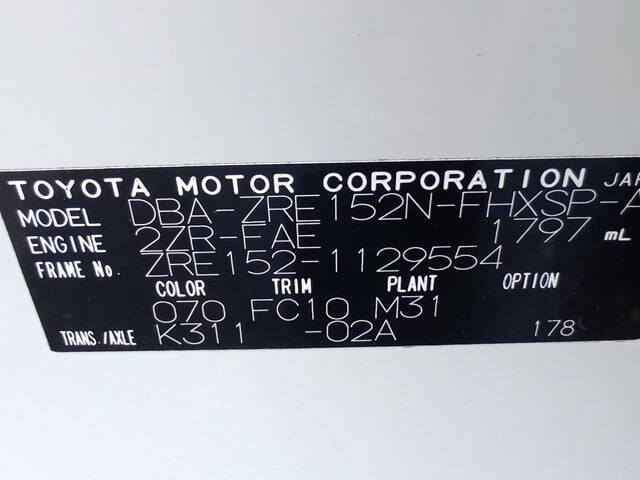 TOYOTA MOTOR CORPORATION JAP
MODEL DBA-ZRE152N-FHXSP-A
ENGINE 2ZR-FAE 1797 mL
FRAME No. ZRE152-1129554
COLOR TRIM PLANT OPTION
070 FC10 M31
TRANS./AXLE K311 -02A 178